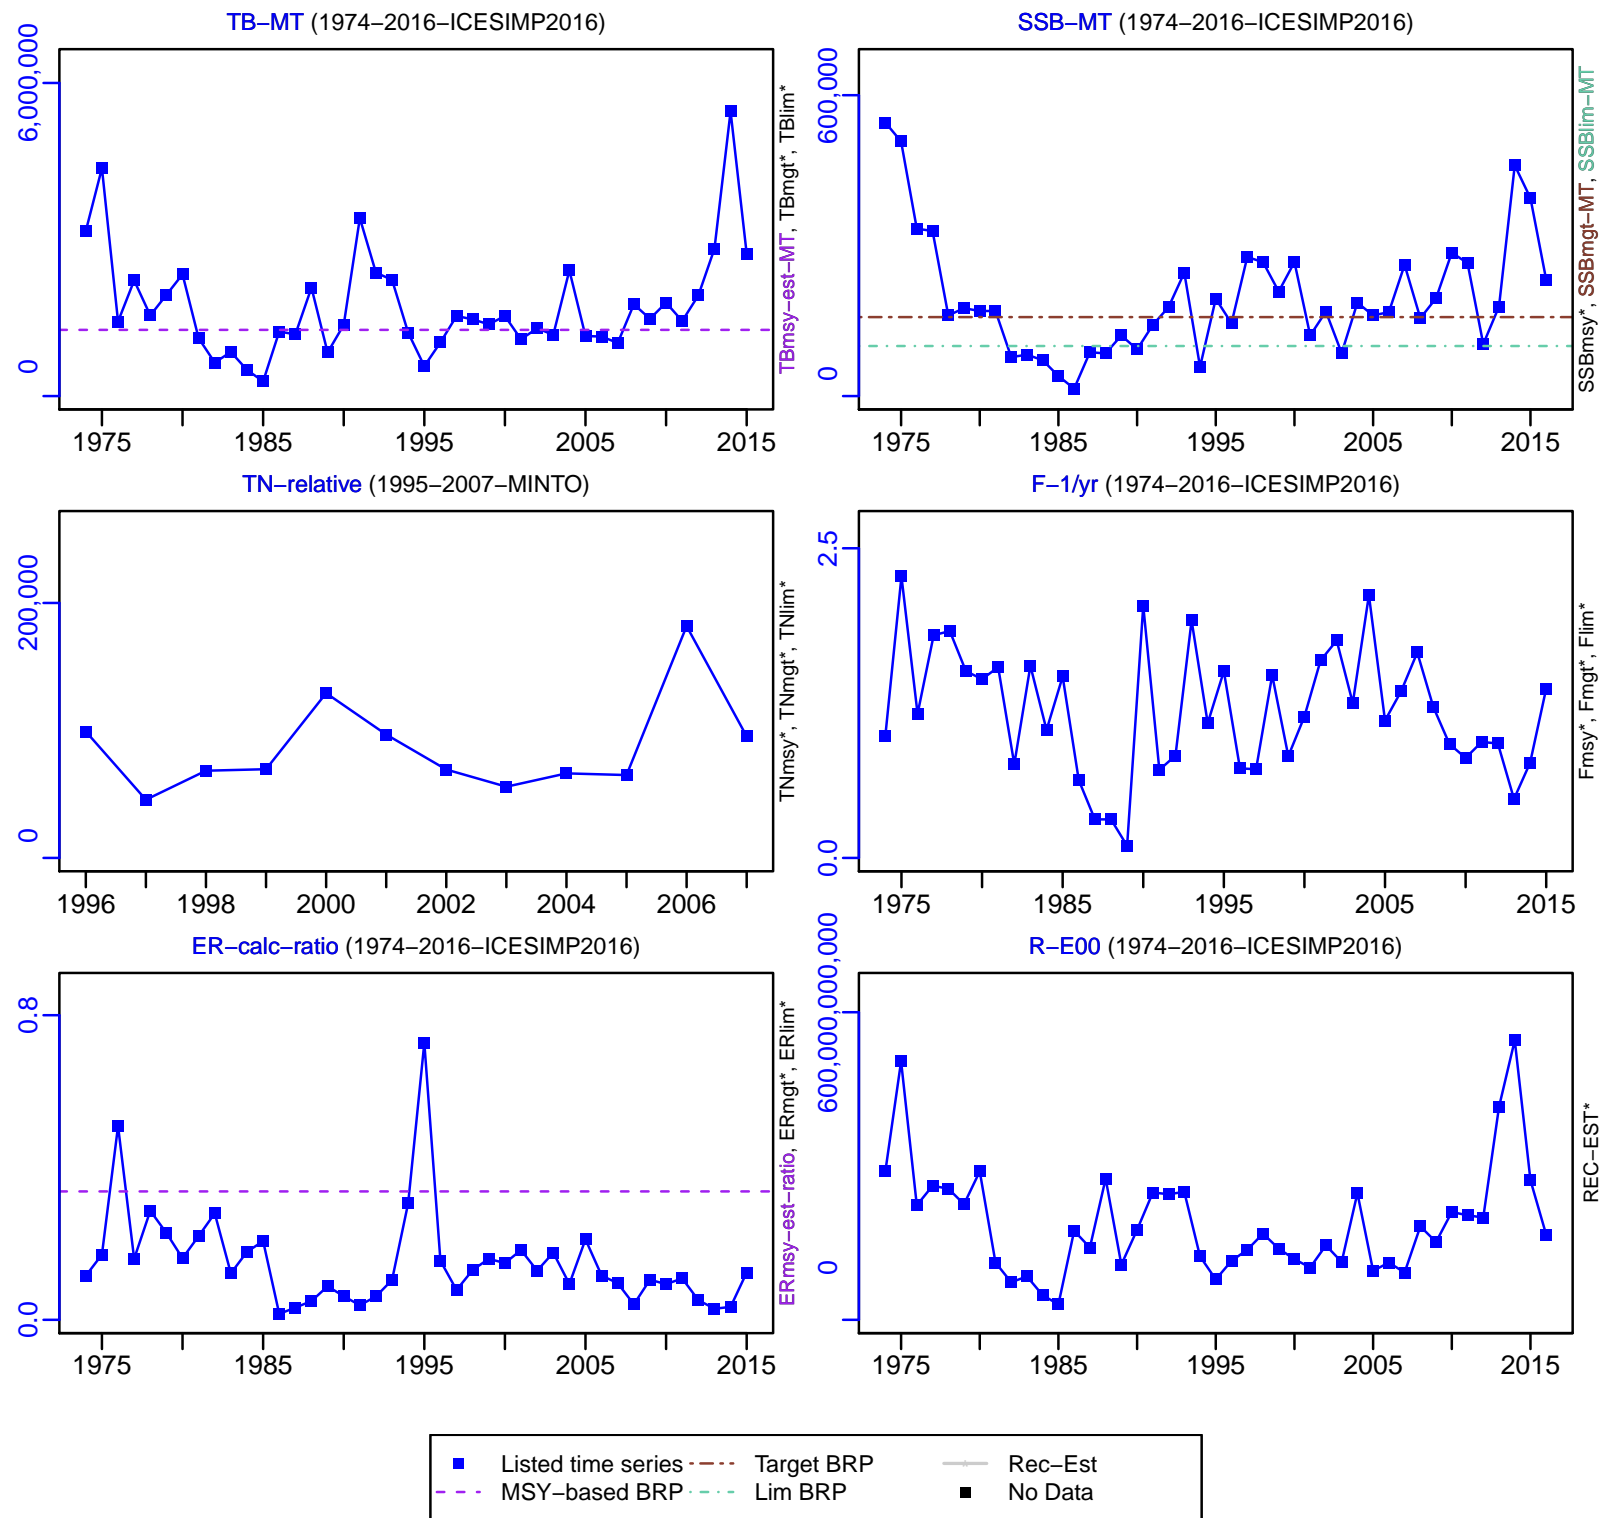 TB−MT (1974−2016−ICESIMP2016)
6,000,000
0
1975 1985 1995 2005 2015
TBmsy−est−MT, TBmgt*, TBlim*
SSB−MT (1974−2016−ICESIMP2016)
600,000
0
1975 1985 1995 2005 2015
SSBmsy*, SSBmgt−MT, SSBlim−MT
TN−relative (1995−2007−MINTO)
200,000
0
1996 1998 2000 2002 2004 2006
TNmsy*, TNmgt*, TNlim*
F−1/yr (1974−2016−ICESIMP2016)
2.5
0.0
1975 1985 1995 2005 2015
Fmsy*, Fmgt*, Flim*
ER−calc−ratio (1974−2016−ICESIMP2016)
0.8
0.0
1975 1985 1995 2005 2015
ERmsy−est−ratio, ERmgt*, ERlim*
R−E00 (1974−2016−ICESIMP2016)
600,000,000,000
0
1975 1985 1995 2005 2015
REC−EST*
Listed time series Target BRP Rec−Est
MSY−based BRP Lim BRP No Data